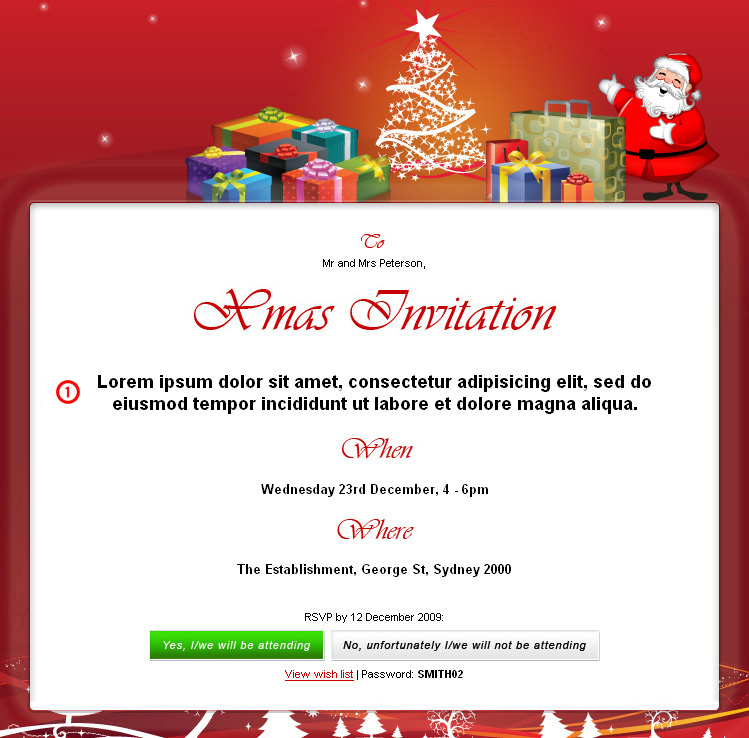 To
Mr and Mrs Peterson,
Xmas Invitation
1 Lorem ipsum dolor sit amet, consectetur adipisicing elit, sed do
eiusmod tempor incididunt ut labore et dolore magna aliqua.
When
Wednesday 23rd December, 4 - 6pm
Where
The Establishment, George St, Sydney 2000
RSVP by 12 December 2009:
Yes, I/we will be attending No, unfortunately I/we will not be attending
View wish list | Password: SMITH02